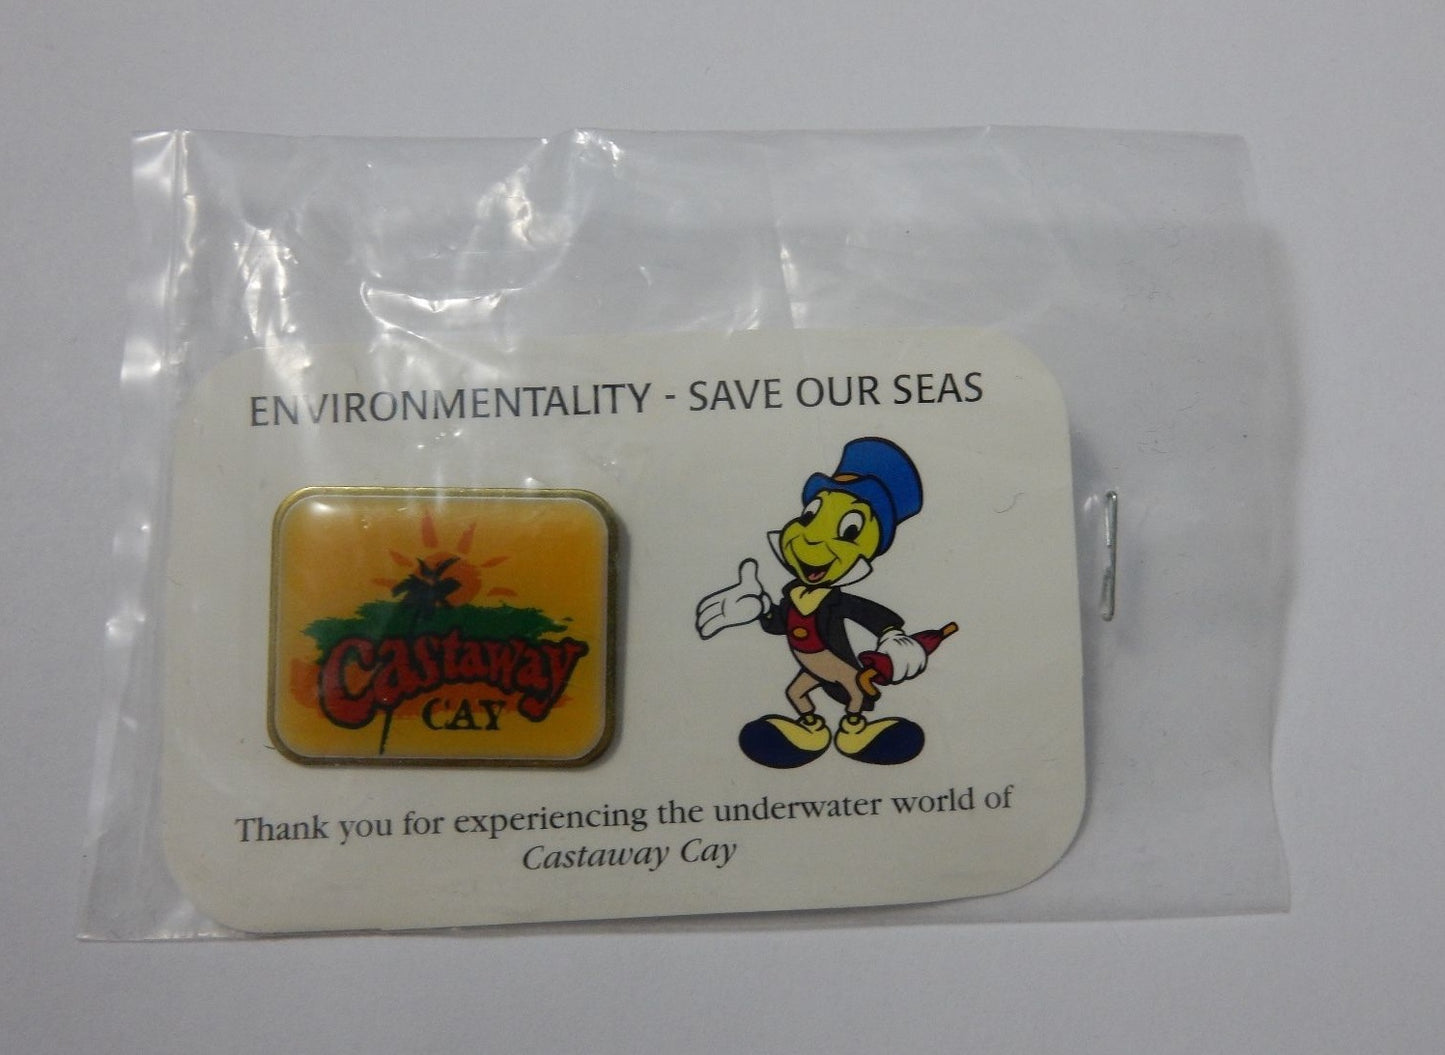 ENVIRONMENTALITY - SAVE OUR SEAS
Castaway
CAY
Thank you for experiencing the underwater world of
Castaway Cay